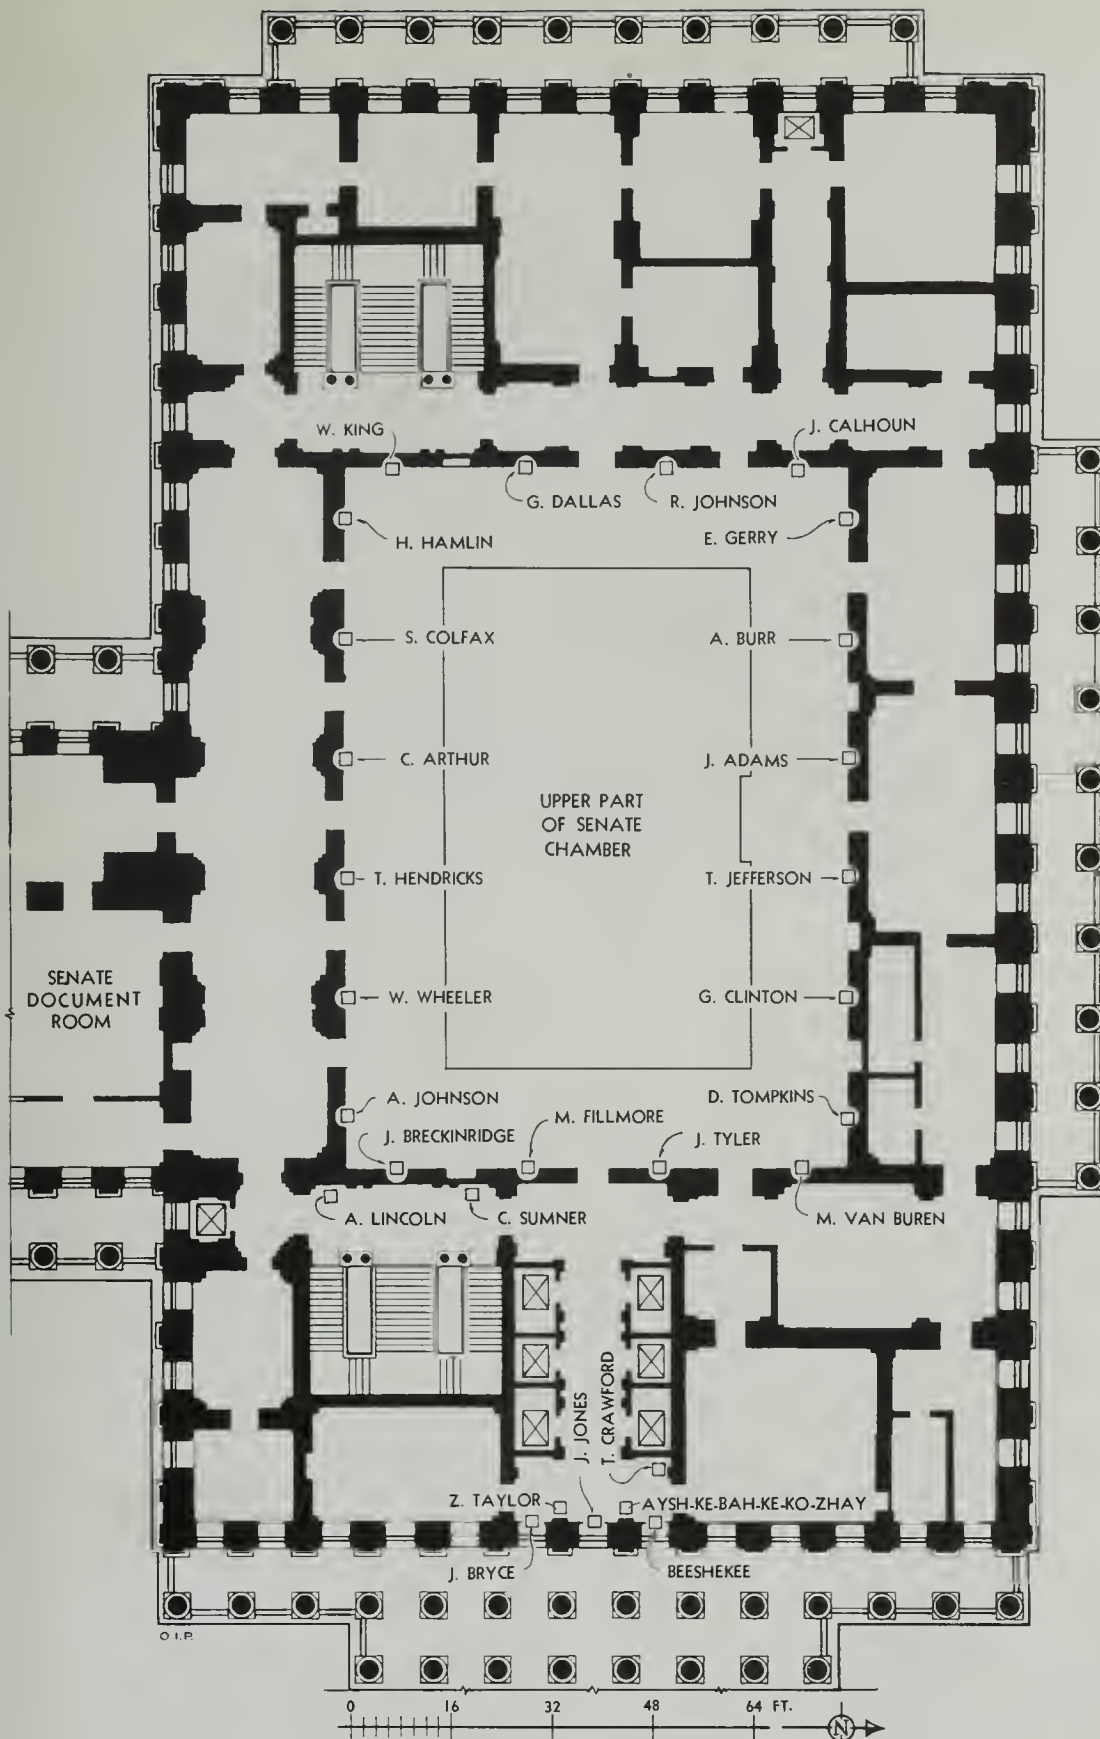 W. KING
J. CALHOUN
G. DALLAS
R. JOHNSON
H. HAMLIN
E. GERRY
S. COLFAX
A. BURR
C. ARTHUR
J. ADAMS
UPPER PART
OF SENATE
CHAMBER
T. HENDRICKS
T. JEFFERSON
SENATE
DOCUMENT
ROOM
W. WHEELER
G. CLINTON
A. JOHNSON
D. TOMPKINS
J. BRECKINRIDGE
M. FILLMORE
J. TYLER
A. LINCOLN
C. SUMNER
M. VAN BUREN
J. JONES
T. CRAWFORD
Z. TAYLOR
AYSH-KE-BAH-KE-KO-ZHAY
J. BRYCE
BEESHEKEE
O.I.P.
0 16 32 48 64 FT.
N